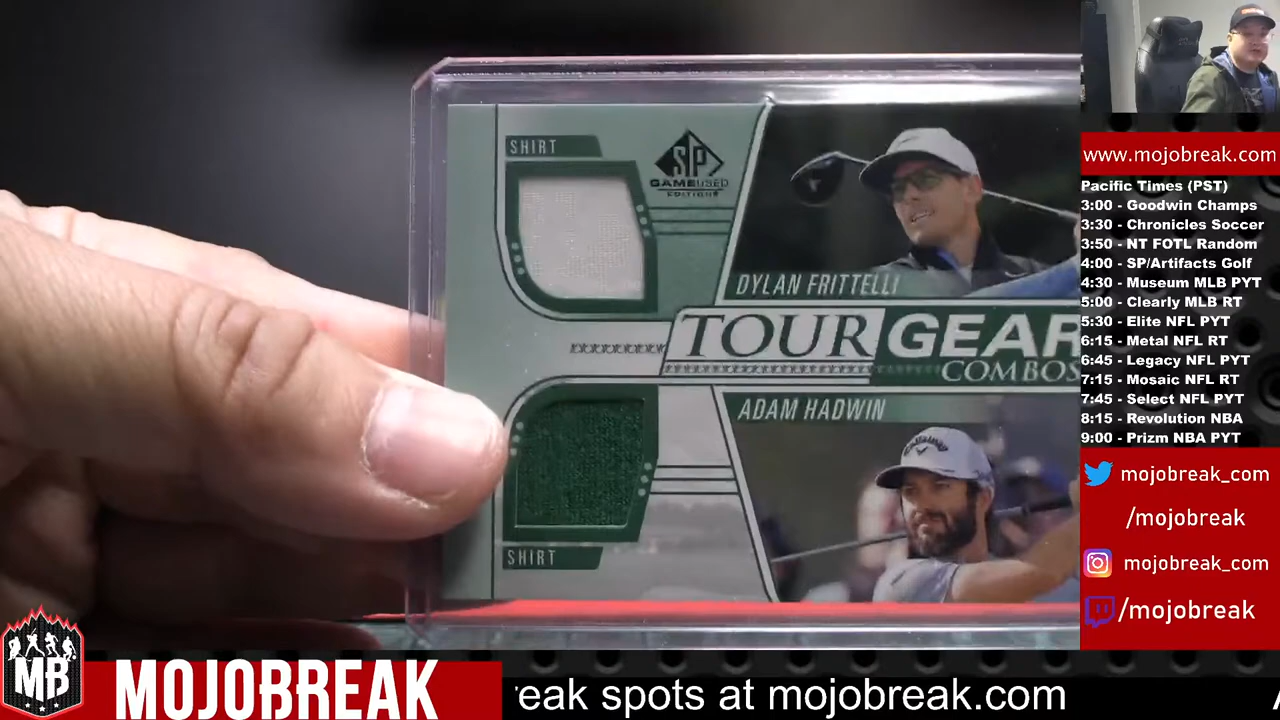 SHIRT
SP
GAMEUSED
EDITION
DYLAN FRITTELLI
TOUR GEAR
COMBOS
ADAM HADWIN
Callaway
SHIRT
www.mojobreak.com
Pacific Times (PST)
3:00 - Goodwin Champs
3:30 - Chronicles Soccer
3:50 - NT FOTL Random
4:00 - SP/Artifacts Golf
4:30 - Museum MLB PYT
5:00 - Clearly MLB RT
5:30 - Elite NFL PYT
6:15 - Metal NFL RT
6:45 - Legacy NFL PYT
7:15 - Mosaic NFL RT
7:45 - Select NFL PYT
8:15 - Revolution NBA
9:00 - Prizm NBA PYT
mojobreak_com
/mojobreak
mojobreak_com
/mojobreak
MB
MOJOBREAK
eak spots at mojobreak.com